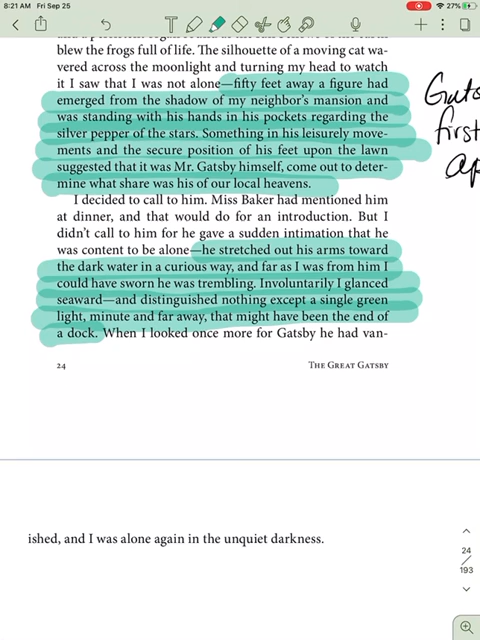 8:21 AM Fri Sep 25
27%
blew the frogs full of life. The silhouette of a moving cat wa-
vered across the moonlight and turning my head to watch
it I saw that I was not alone—fifty feet away a figure had
emerged from the shadow of my neighbor's mansion and
was standing with his hands in his pockets regarding the
silver pepper of the stars. Something in his leisurely move-
ments and the secure position of his feet upon the lawn
suggested that it was Mr. Gatsby himself, come out to deter-
mine what share was his of our local heavens.
I decided to call to him. Miss Baker had mentioned him
at dinner, and that would do for an introduction. But I
didn't call to him for he gave a sudden intimation that he
was content to be alone—he stretched out his arms toward
the dark water in a curious way, and far as I was from him I
could have sworn he was trembling. Involuntarily I glanced
seaward—and distinguished nothing except a single green
light, minute and far away, that might have been the end of
a dock. When I looked once more for Gatsby he had van-
24 The Great Gatsby
ished, and I was alone again in the unquiet darkness.
Gats
first
ap
24
/
193